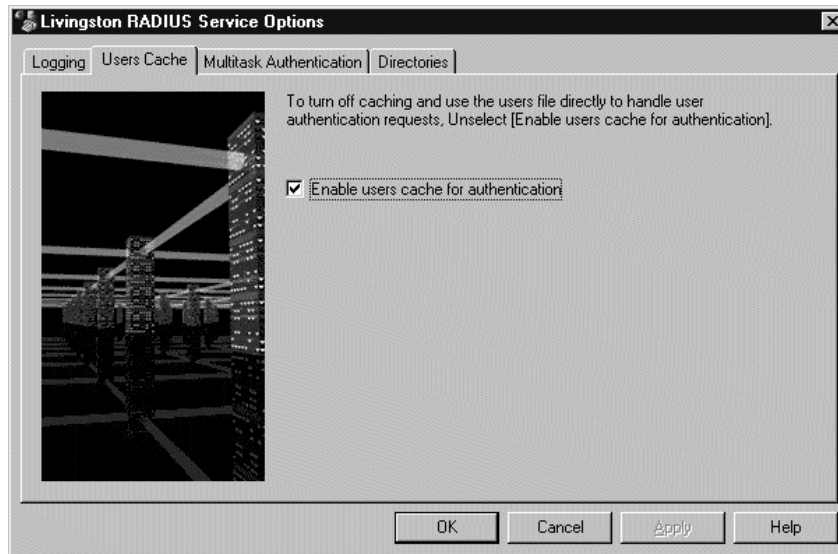 Livingston RADIUS Service Options
Logging
Users Cache
Multitask Authentication
Directories
To turn off caching and use the users file directly to handle user
authentication requests, Unselect [Enable users cache for authentication].
Enable users cache for authentication
OK
Cancel
Apply
Help